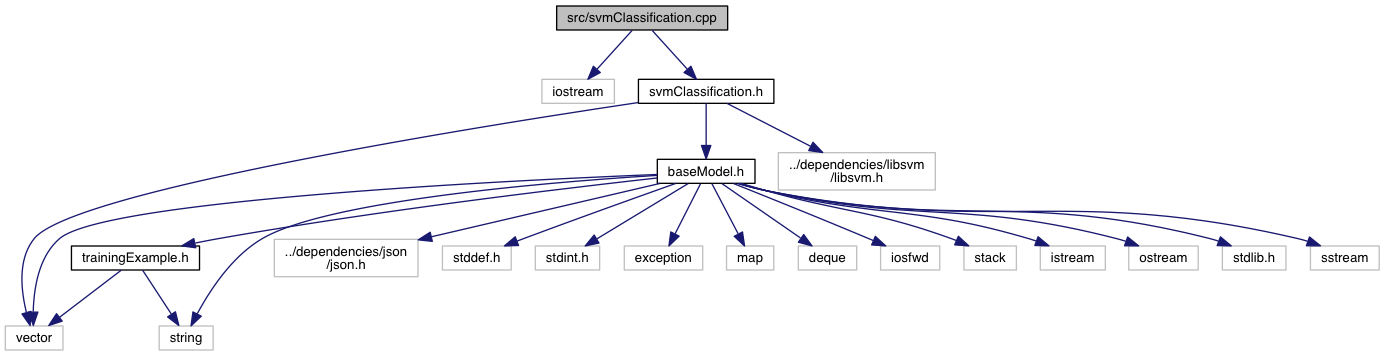 src/svmClassification.cpp
iostream
svmClassification.h
../dependencies/libsvm
/libsvm.h
baseModel.h
trainingExample.h
../dependencies/json
/json.h
stddef.h
stdint.h
exception
map
deque
iosfwd
stack
istream
ostream
stdlib.h
sstream
vector
string